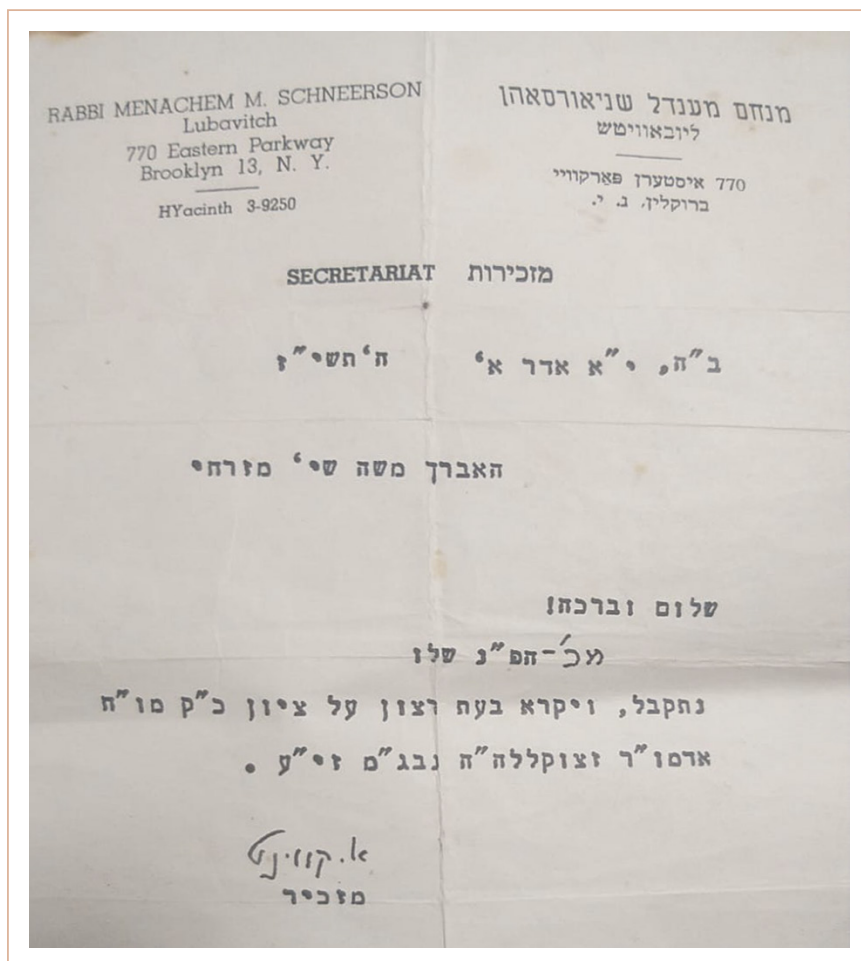 RABBI MENACHEM M. SCHNEERSON
Lubavitch
770 Eastern Parkway
Brooklyn 13, N. Y.
HYacinth 3-9250
מנחם מענדל שניאורסאהן
ליובאוויטש
770 איסטערן פּאַרקוויי
ברוקלין, נ. י.
SECRETARIAT מזכירות
ב"ה, י"א אדר א' ה'תשי"ז
האברך משה שי' מזרחי
שלום וברכה!
מכ'-הפ"נ שלו
נתקבל, ויקרא בעת רצון על ציון כ"ק מו"ח
אדמו"ר זצוקללה"ה נבג"מ זי"ע .
א. קווינט
מזכיר